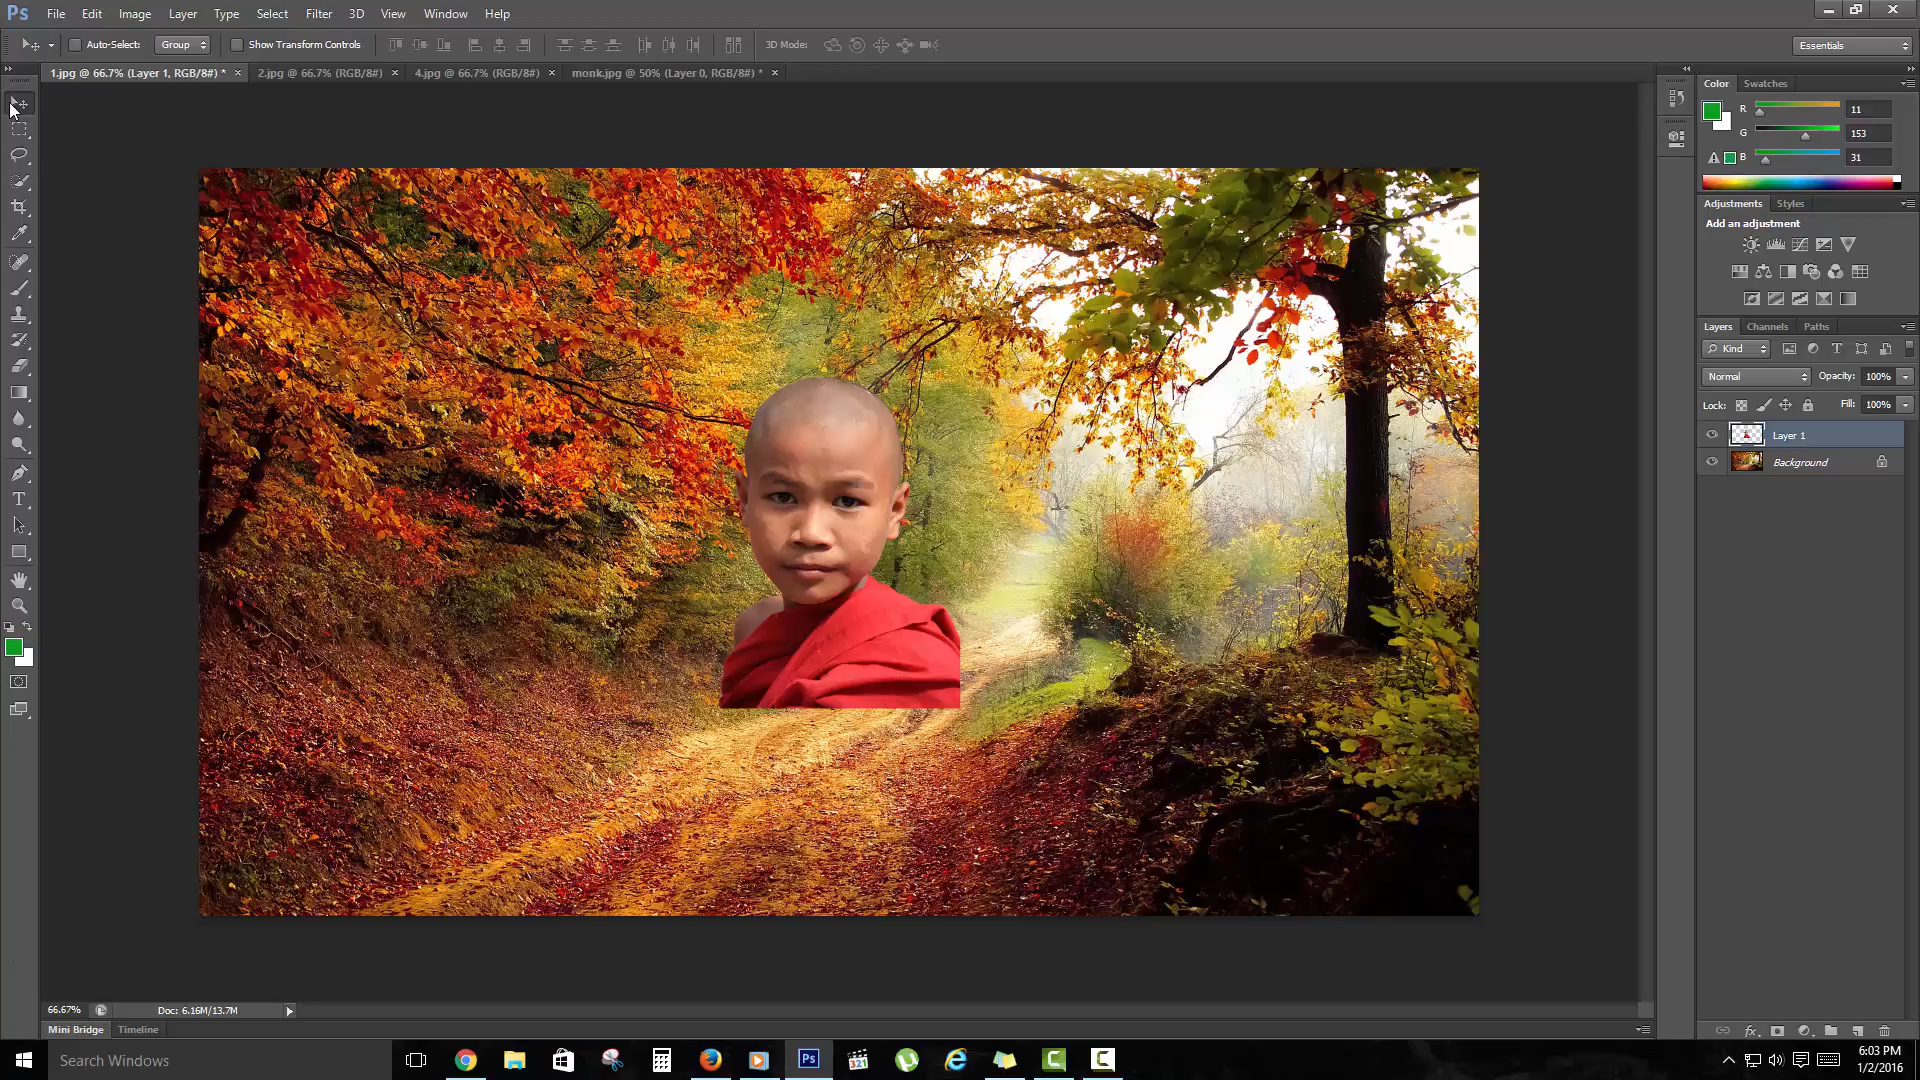 Ps File Edit Image Layer Type Select Filter 3D View Window Help
Auto-Select: Group Show Transform Controls 3D Mode: Essentials
1.jpg @ 66.7% (Layer 1, RGB/8#) * × 2.jpg @ 66.7% (RGB/8#) × 4.jpg @ 66.7% (RGB/8#) × monk.jpg @ 50% (Layer 0, RGB/8#) * ×
Color Swatches
R 11
G 153
B 31
Adjustments Styles
Add an adjustment
Layers Channels Paths
Kind
Normal Opacity: 100%
Lock: Fill: 100%
Layer 1
Background
66.67% Doc: 6.16M/13.7M
Mini Bridge Timeline
Search Windows
Ps
321
6:03 PM
1/2/2016